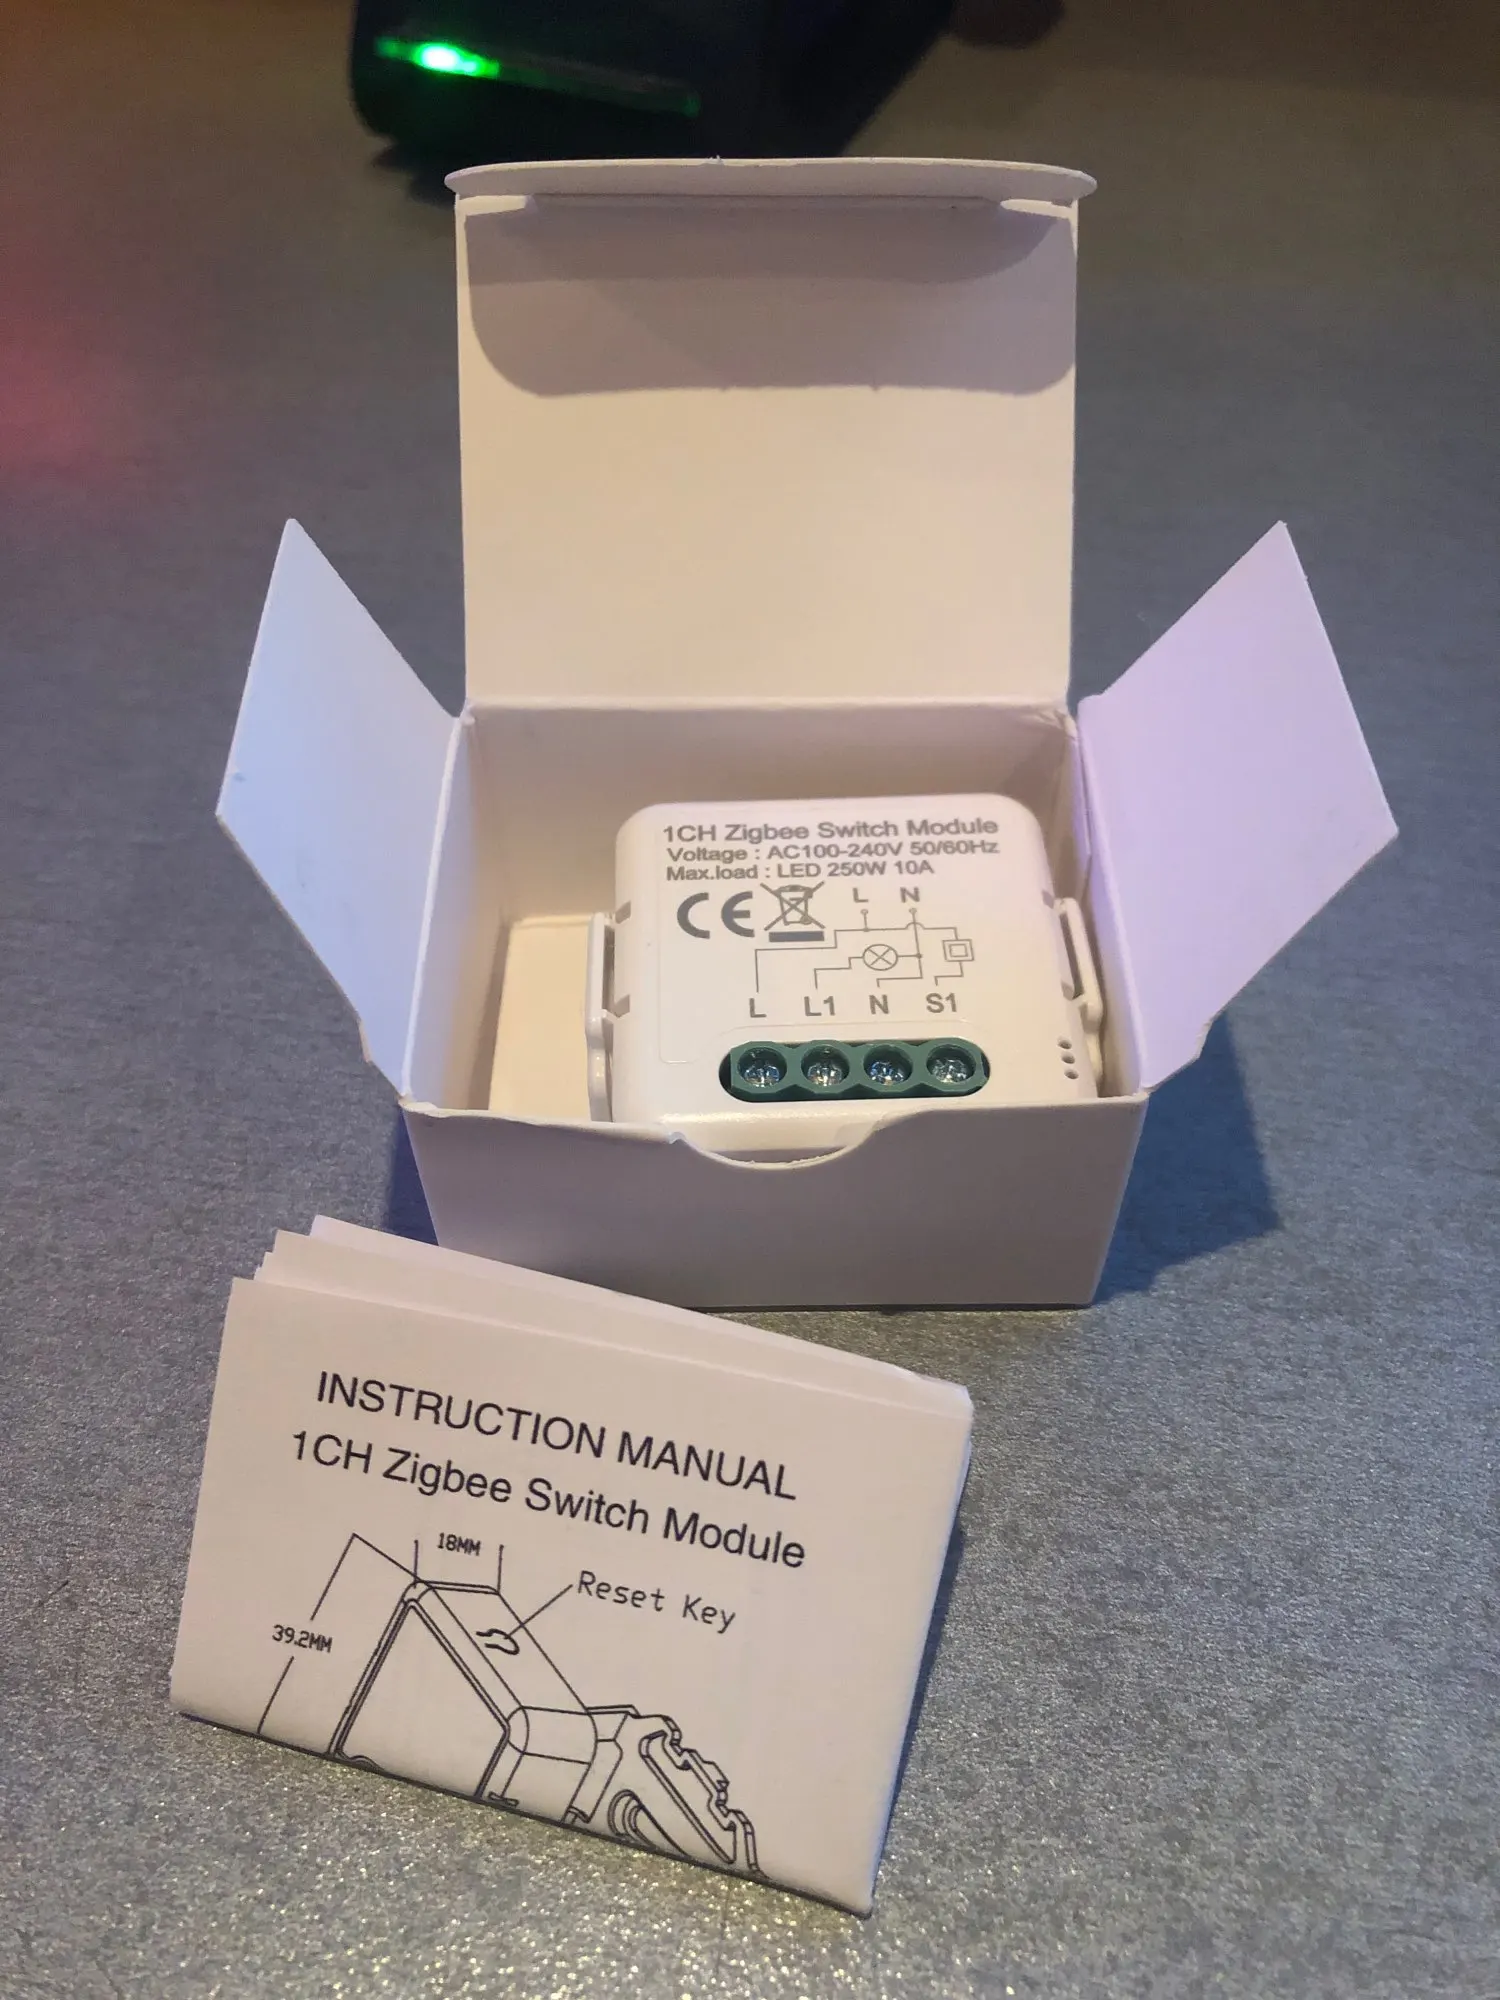 1CH Zigbee Switch Module
Voltage : AC100-240V 50/60Hz
Max.load : LED 250W 10A
CE
L N
L L1 N S1
INSTRUCTION MANUAL
1CH Zigbee Switch Module
18MM
Reset Key
39.2MM